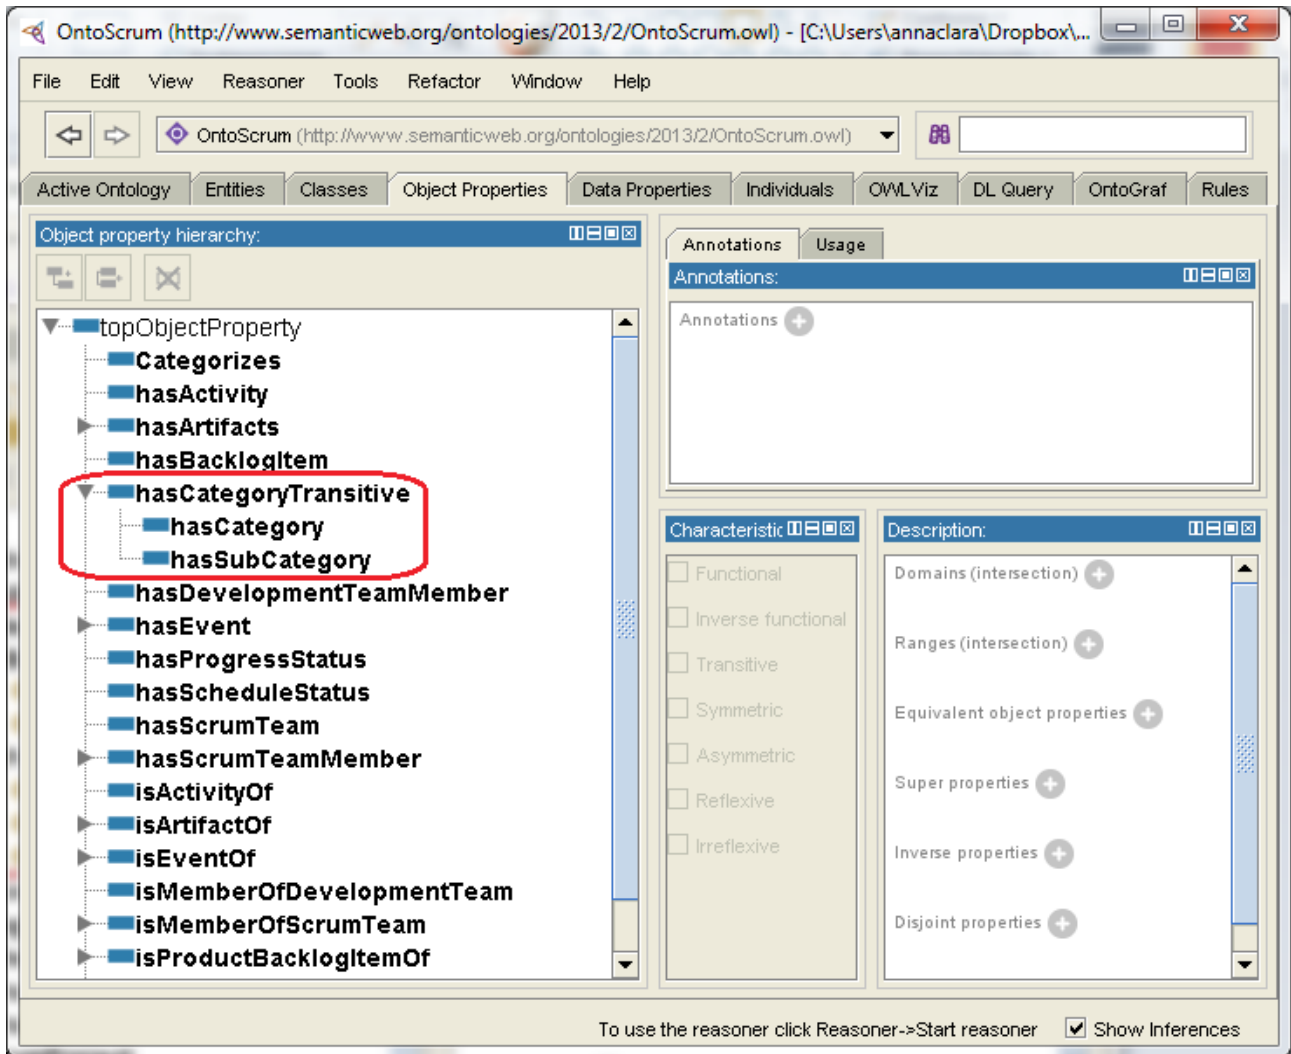 OntoScrum (http://www.semanticweb.org/ontologies/2013/2/OntoScrum.owl) - [C:\Users\annaclara\Dropbox\...
File Edit View Reasoner Tools Refactor Window Help
OntoScrum (http://www.semanticweb.org/ontologies/2013/2/OntoScrum.owl)
Active Ontology Entities Classes Object Properties Data Properties Individuals OWLViz DL Query OntoGraf Rules
Object property hierarchy:
topObjectProperty
Categorizes
hasActivity
hasArtifacts
hasBacklogItem
hasCategoryTransitive
hasCategory
hasSubCategory
hasDevelopmentTeamMember
hasEvent
hasProgressStatus
hasScheduleStatus
hasScrumTeam
hasScrumTeamMember
isActivityOf
isArtifactOf
isEventOf
isMemberOfDevelopmentTeam
isMemberOfScrumTeam
isProductBacklogItemOf
Annotations Usage
Annotations:
Annotations
Characteristic
Functional
Inverse functional
Transitive
Symmetric
Asymmetric
Reflexive
Irreflexive
Description:
Domains (intersection)
Ranges (intersection)
Equivalent object properties
Super properties
Inverse properties
Disjoint properties
To use the reasoner click Reasoner->Start reasoner Show Inferences